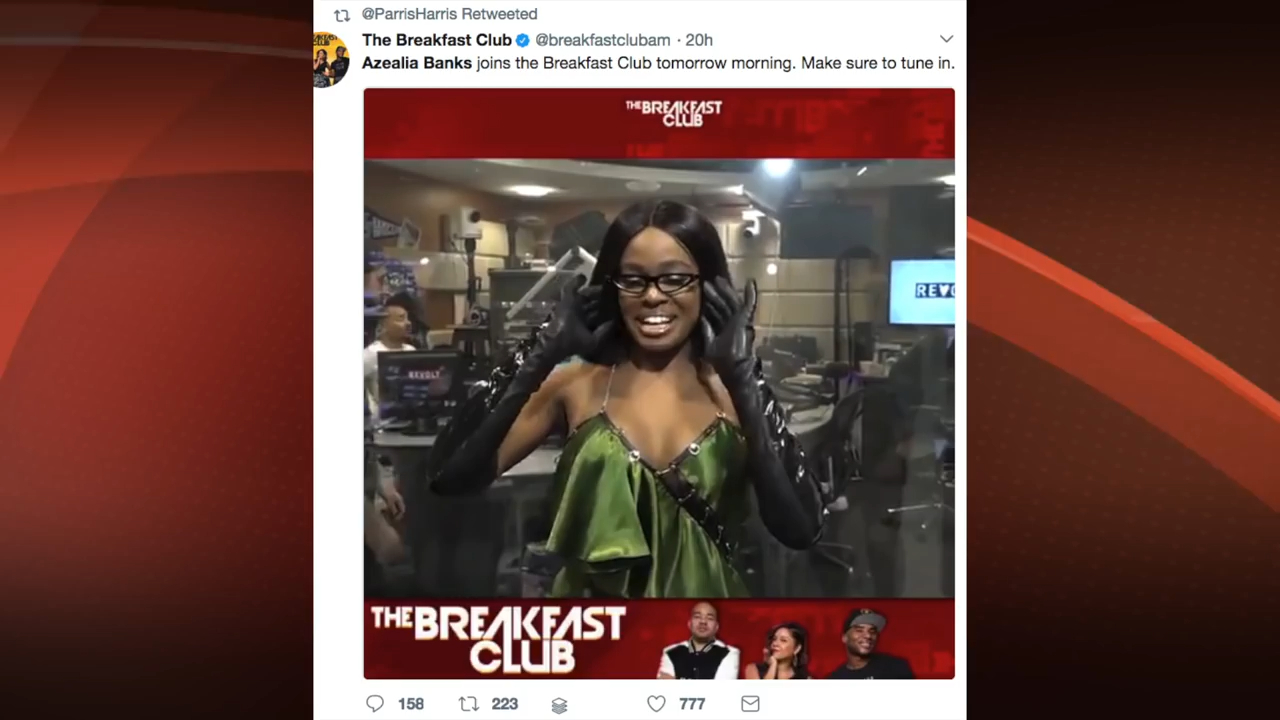 @ParrisHarris Retweeted
The Breakfast Club @breakfastclubam · 20h
Azealia Banks joins the Breakfast Club tomorrow morning. Make sure to tune in.
THE BREAKFAST
CLUB
REVO
REVOLT
THE BREAKFAST
CLUB
158 223 777